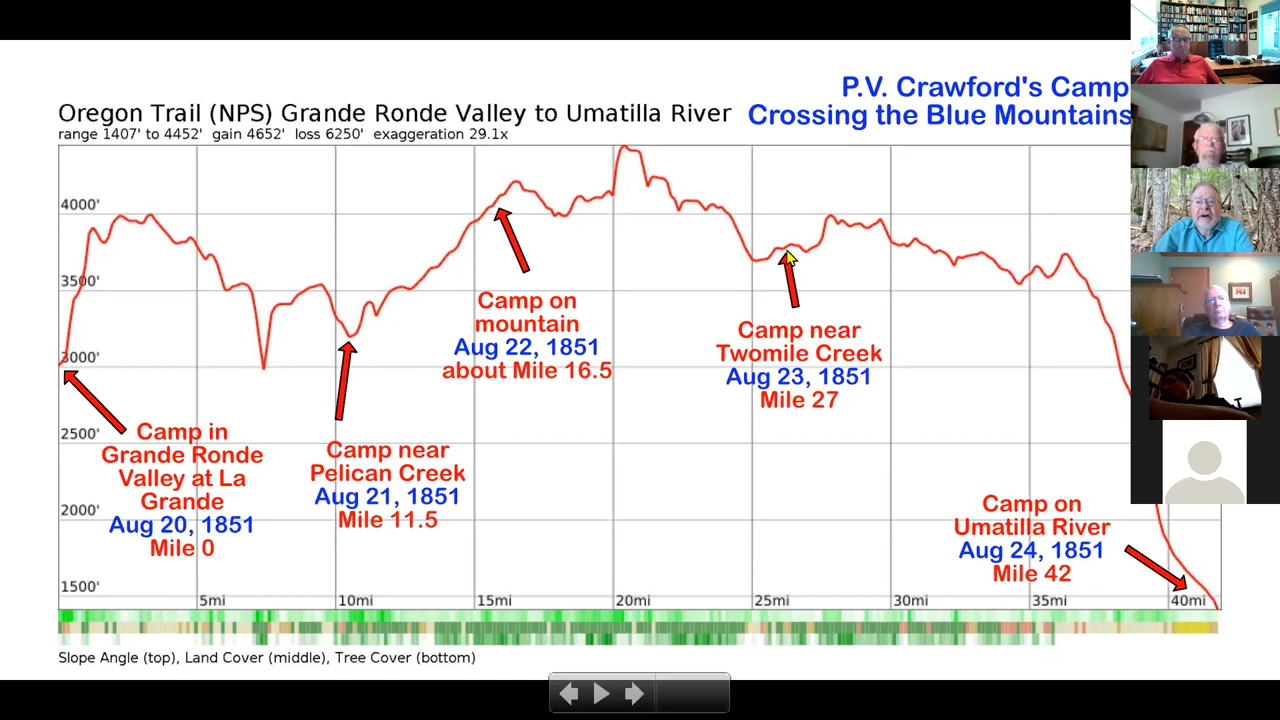 P.V. Crawford's Camp
Crossing the Blue Mountains
Oregon Trail (NPS) Grande Ronde Valley to Umatilla River
range 1407' to 4452'  gain 4652'  loss 6250'  exaggeration 29.1x
4000'
3500'
3000'
2500'
2000'
1500'
Camp on
mountain
Aug 22, 1851
about Mile 16.5
Camp near
Twomile Creek
Aug 23, 1851
Mile 27
Camp in
Grande Ronde
Valley at La
Grande
Aug 20, 1851
Mile 0
Camp near
Pelican Creek
Aug 21, 1851
Mile 11.5
Camp on
Umatilla River
Aug 24, 1851
Mile 42
5mi
10mi
15mi
20mi
25mi
30mi
35mi
40mi
Slope Angle (top), Land Cover (middle), Tree Cover (bottom)